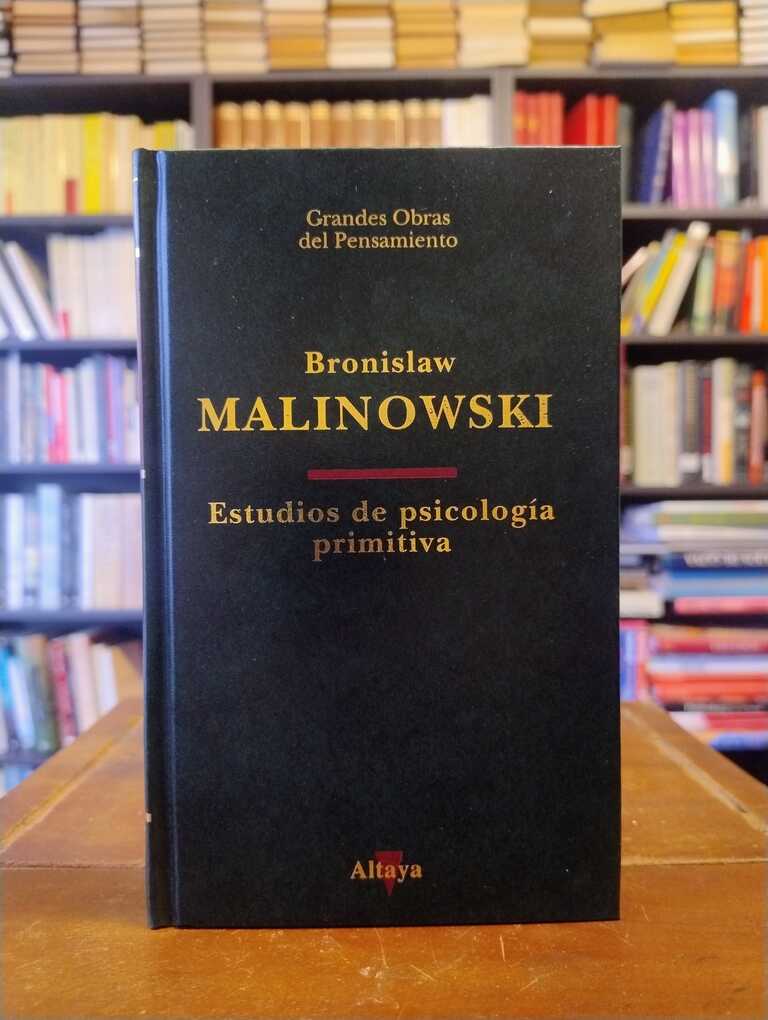 Grandes Obras
del Pensamiento
Bronislaw
MALINOWSKI
Estudios de psicología
primitiva
Altaya